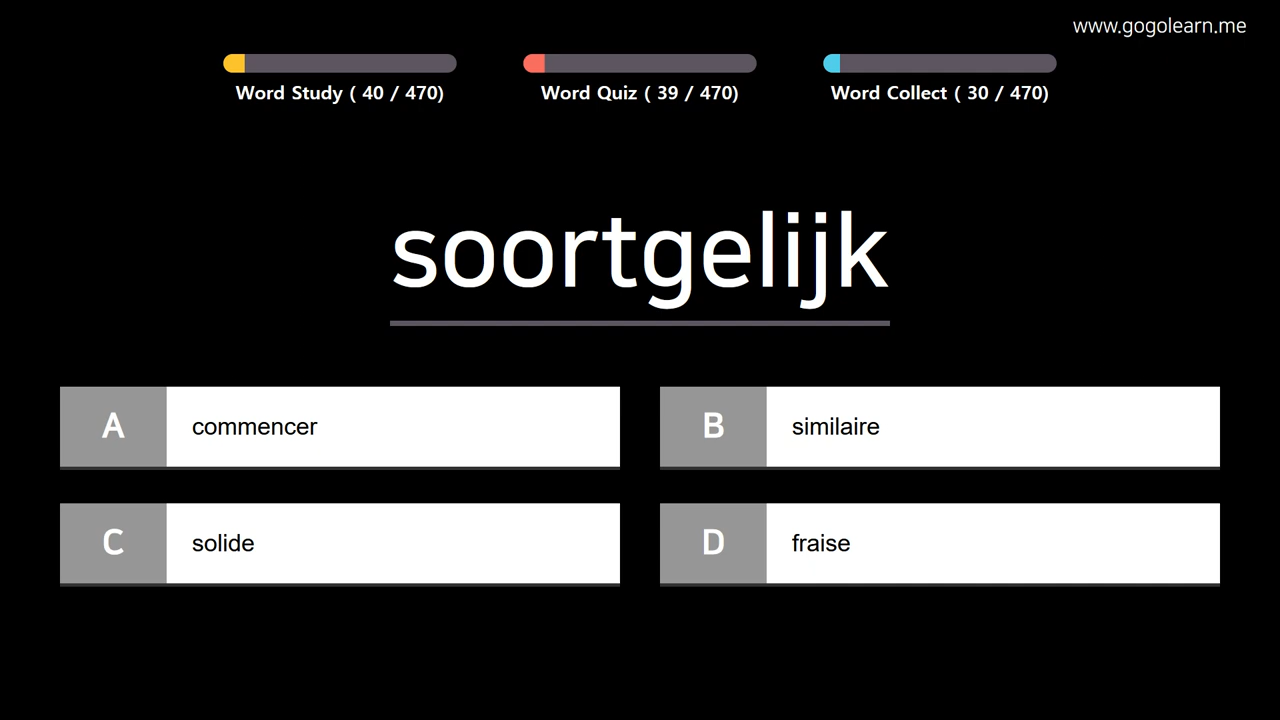 www.gogolearn.me
Word Study ( 40 / 470)
Word Quiz ( 39 / 470)
Word Collect ( 30 / 470)
soortgelijk
A commencer
B similaire
C solide
D fraise